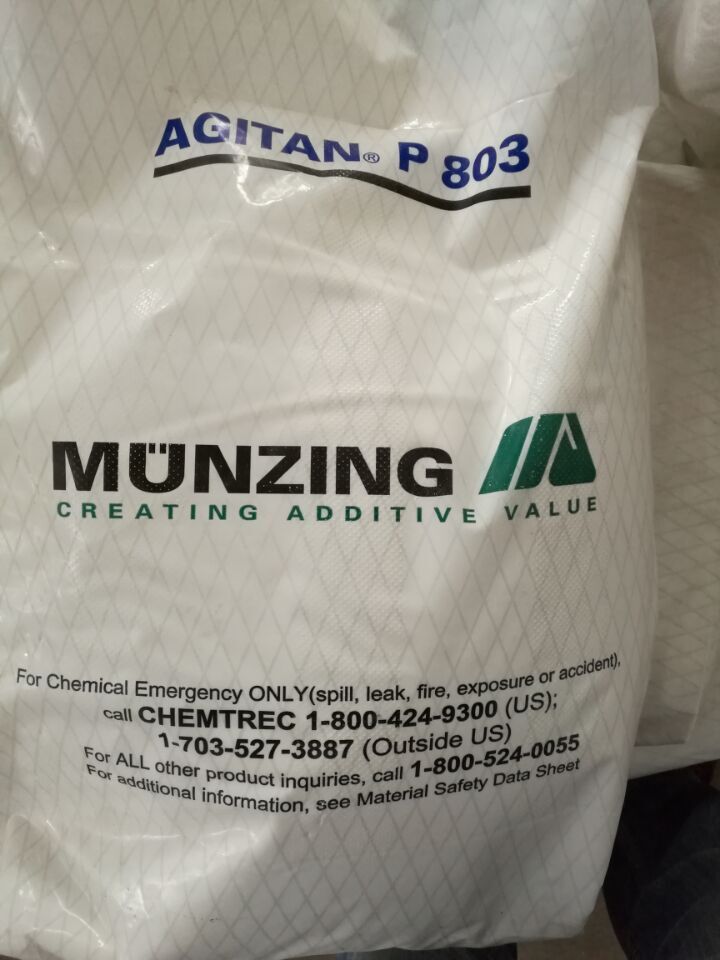 AGITAN® P 803
MÜNZING
CREATING ADDITIVE VALUE
For Chemical Emergency ONLY(spill, leak, fire, exposure or accident),
call CHEMTREC 1-800-424-9300 (US);
1-703-527-3887 (Outside US)
For ALL other product inquiries, call 1-800-524-0055
For additional information, see Material Safety Data Sheet